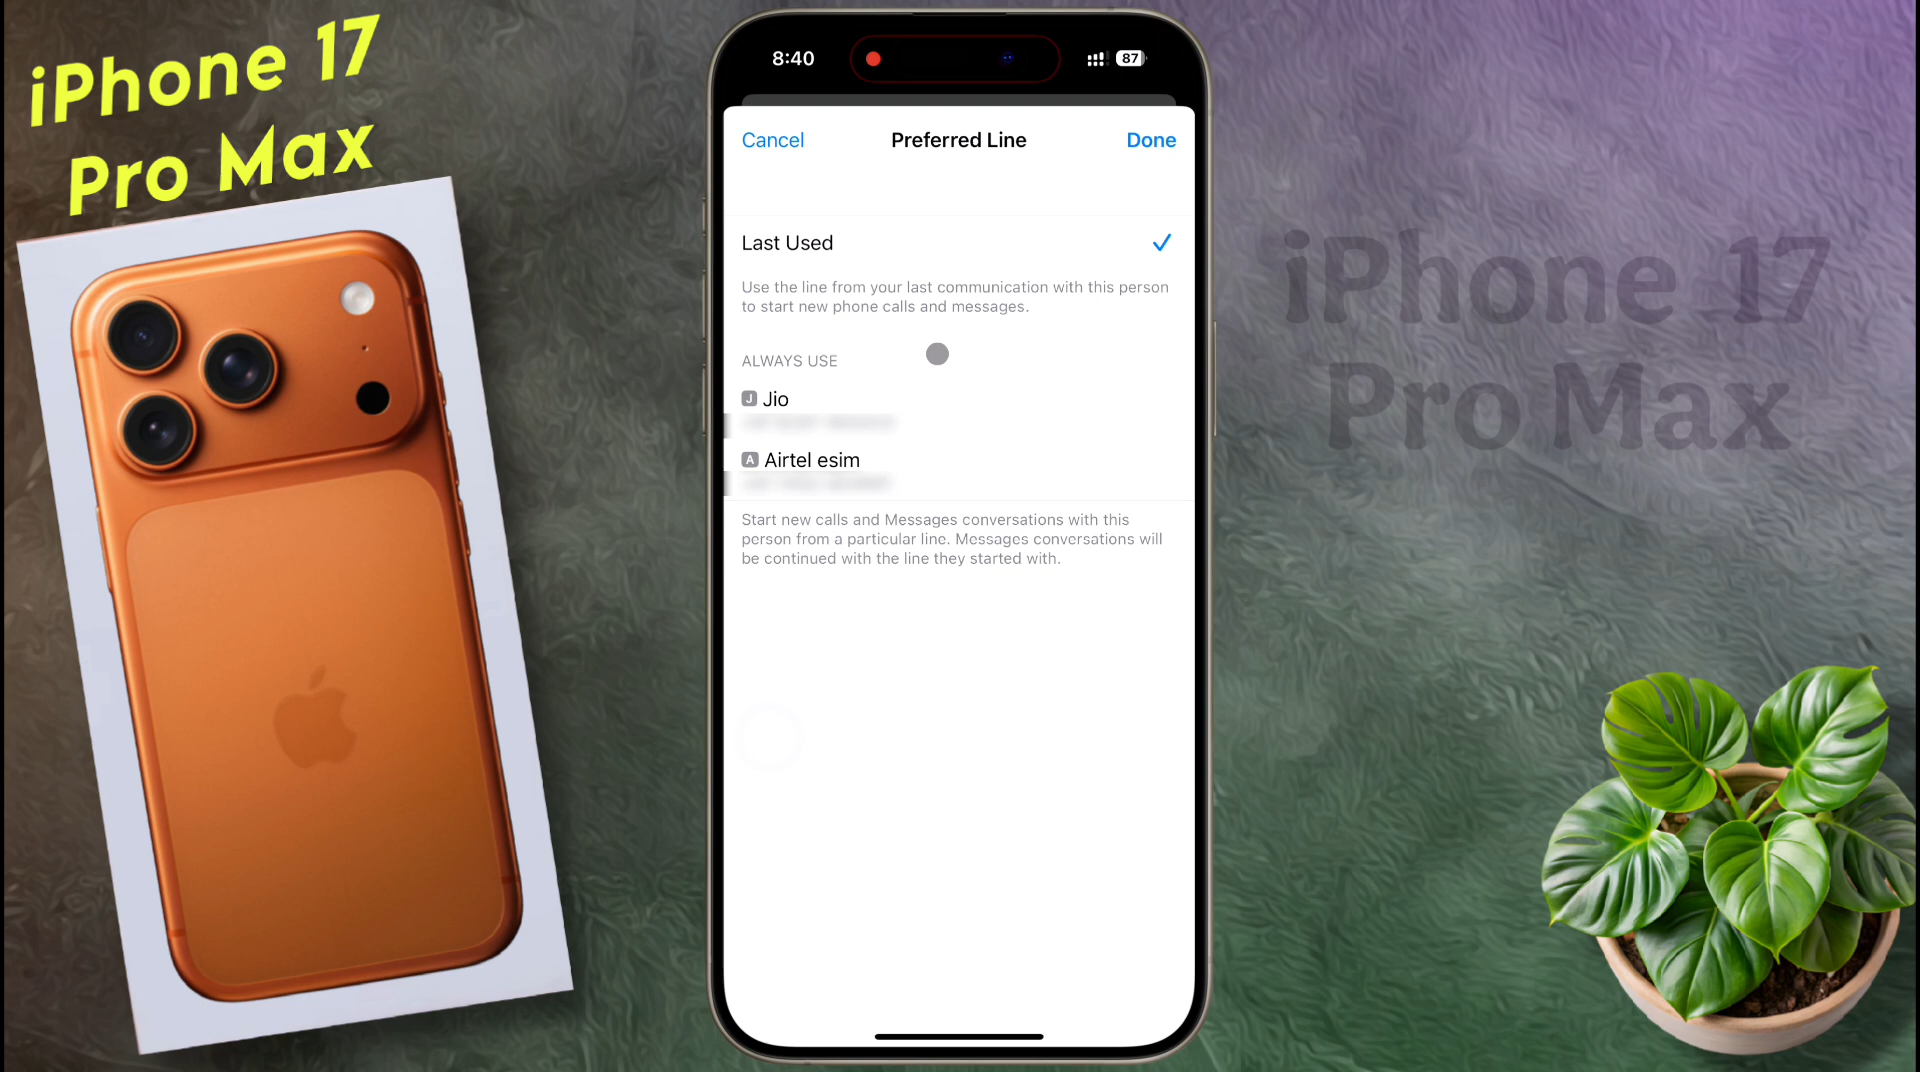 iPhone 17
Pro Max
8:40
87
Cancel
Preferred Line
Done
Last Used
Use the line from your last communication with this person
to start new phone calls and messages.
ALWAYS USE
J Jio
A Airtel esim
Start new calls and Messages conversations with this
person from a particular line. Messages conversations will
be continued with the line they started with.
iPhone 17
Pro Max